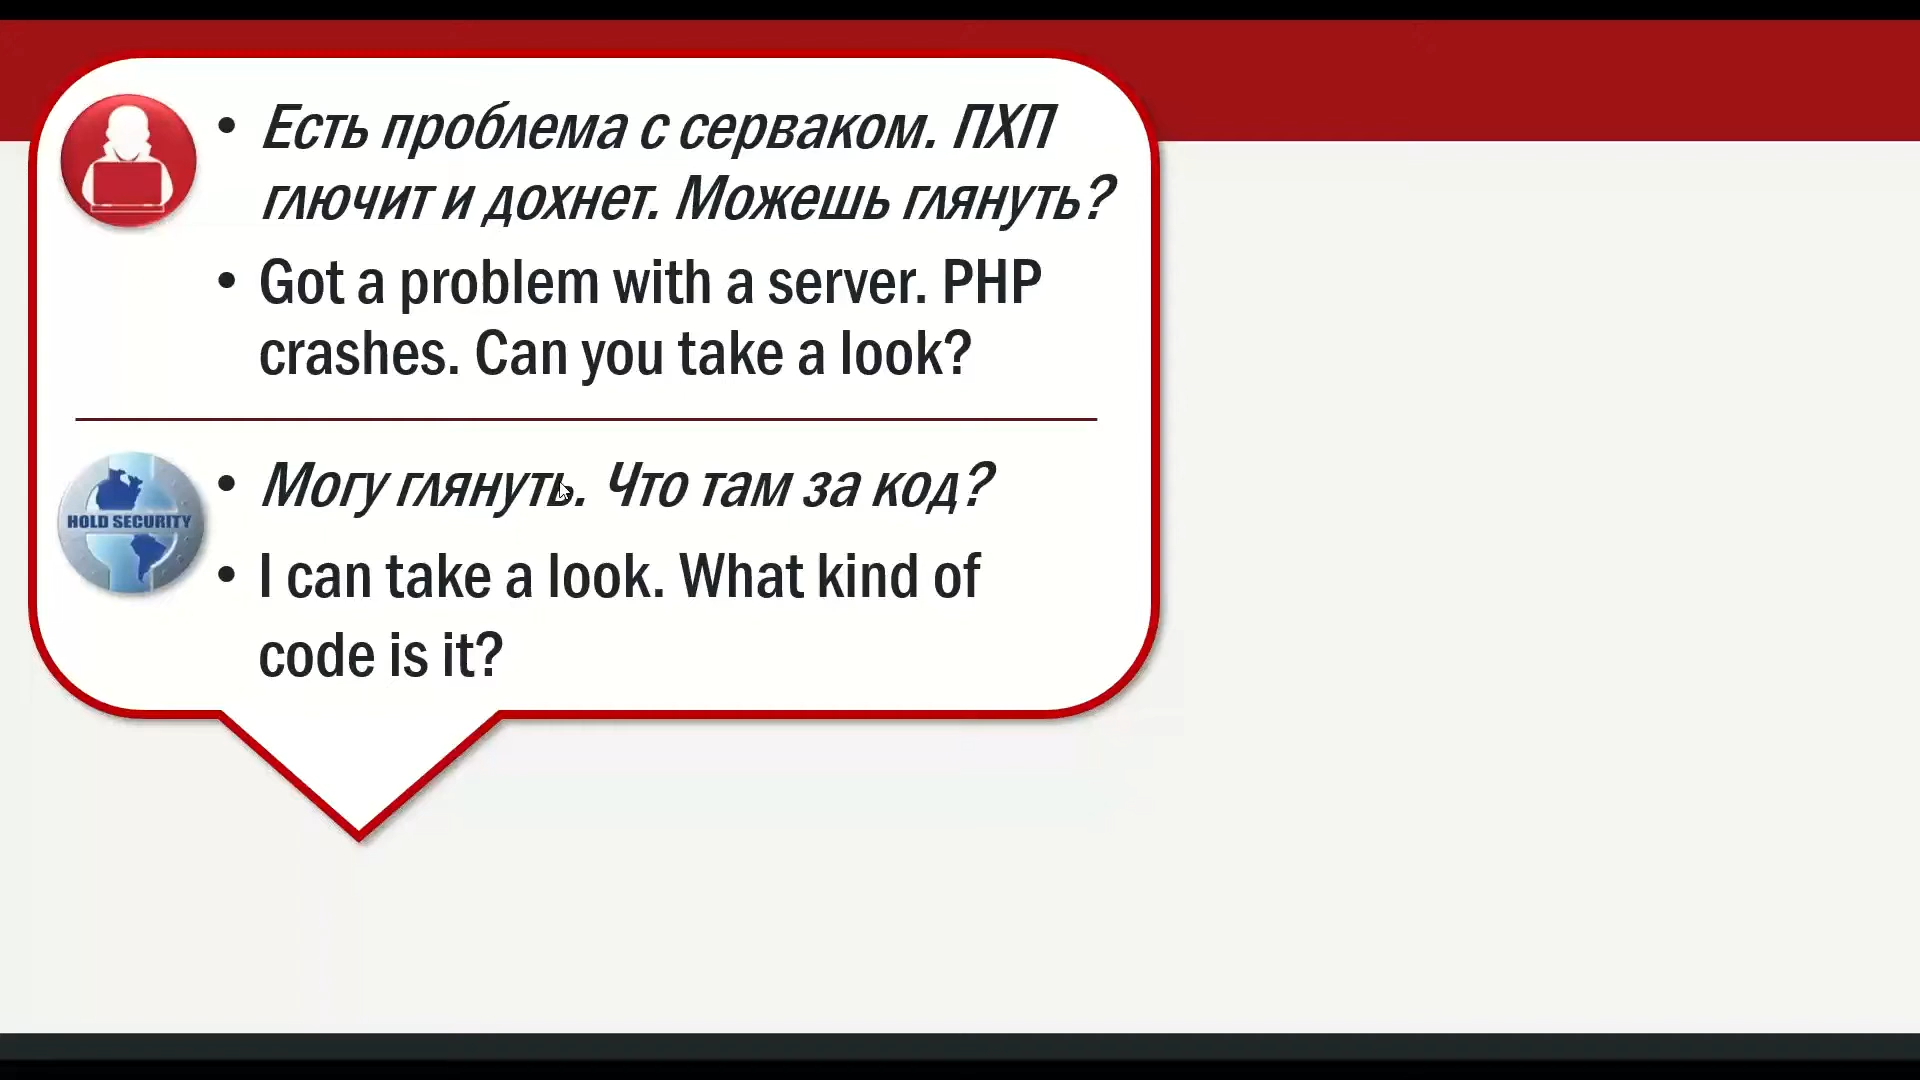 • Есть проблема с серваком. ПХП
глючит и дохнет. Можешь глянуть?
• Got a problem with a server. PHP
crashes. Can you take a look?
• Могу глянуть. Что там за код?
HOLD SECURITY
• I can take a look. What kind of
code is it?